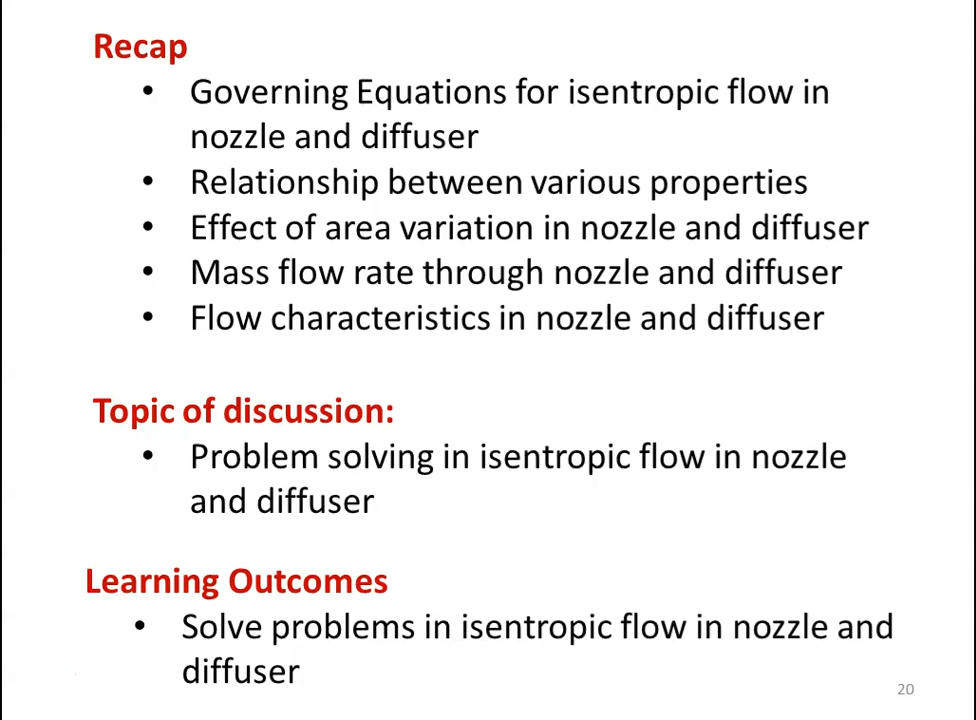 Recap
• Governing Equations for isentropic flow in
nozzle and diffuser
• Relationship between various properties
• Effect of area variation in nozzle and diffuser
• Mass flow rate through nozzle and diffuser
• Flow characteristics in nozzle and diffuser
Topic of discussion:
• Problem solving in isentropic flow in nozzle
and diffuser
Learning Outcomes
• Solve problems in isentropic flow in nozzle and
diffuser
20